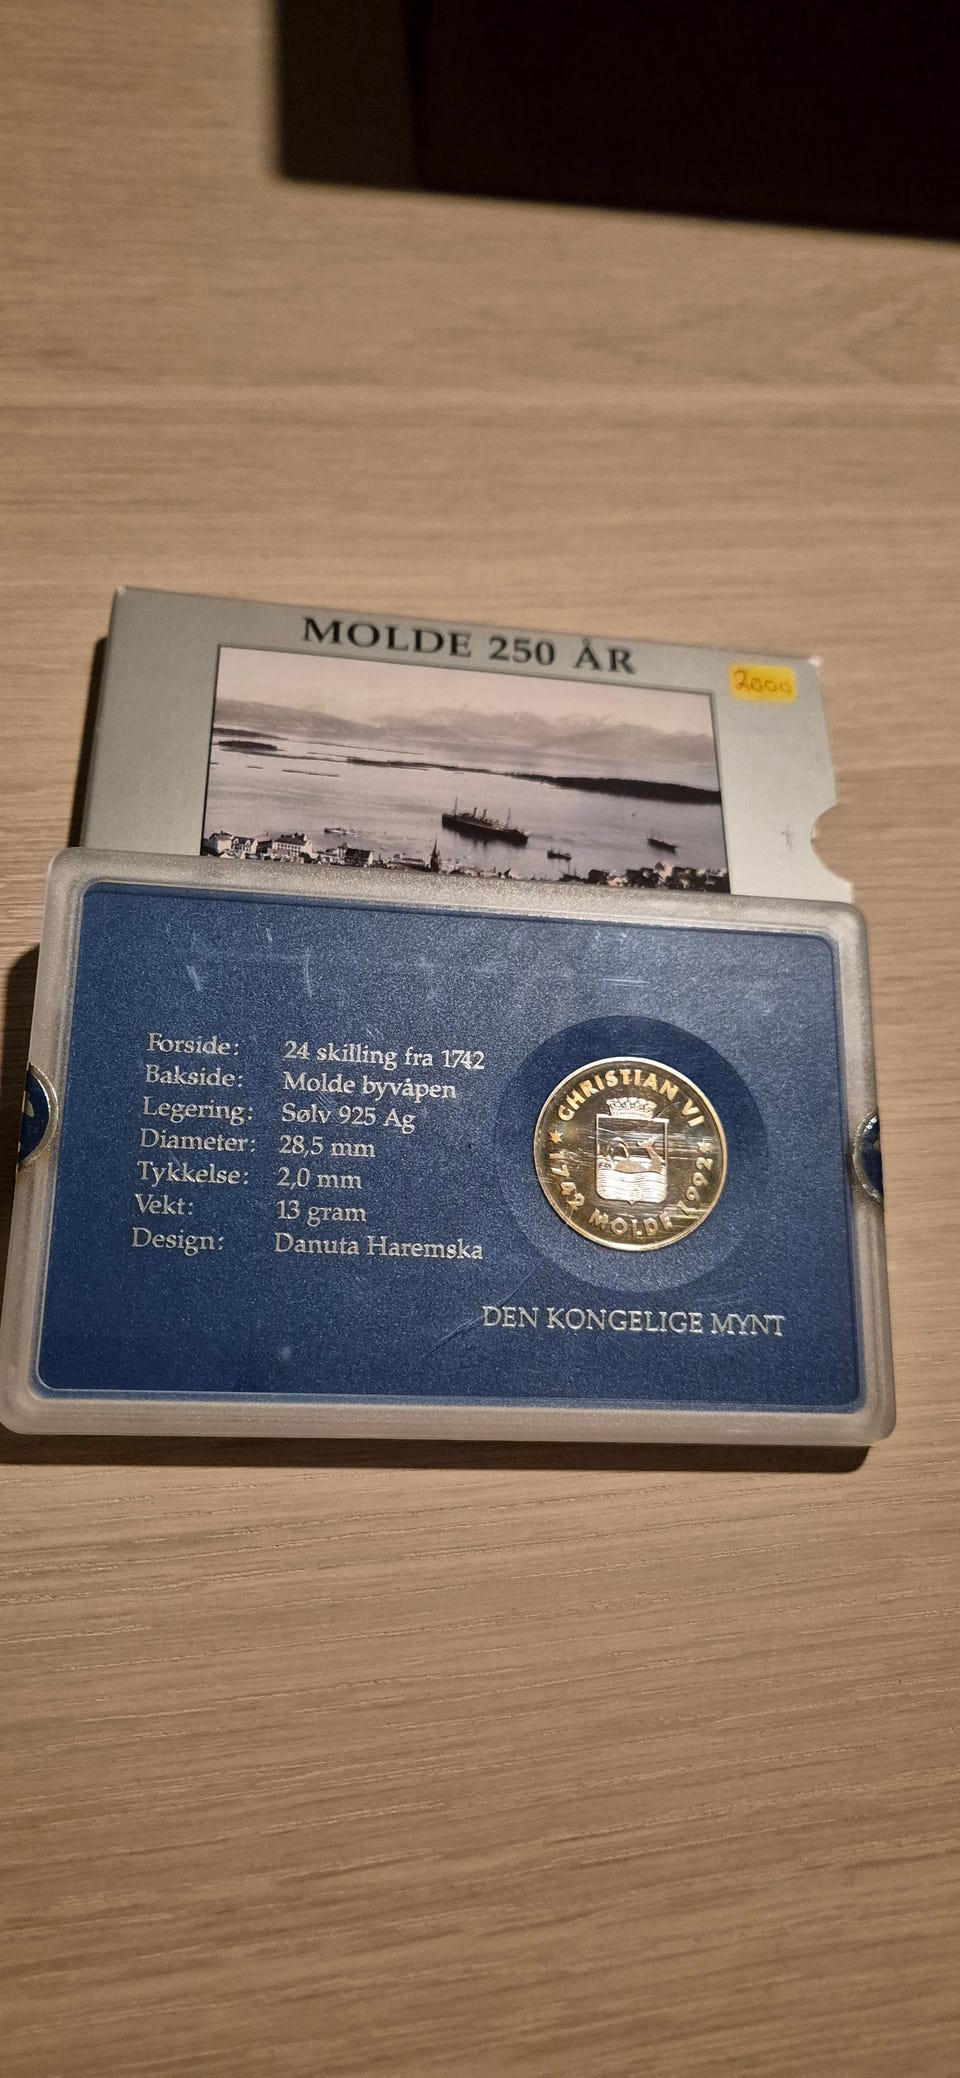 MOLDE 250 ÅR
2000
Forside: 24 skilling fra 1742
Bakside: Molde byvåpen
Legering: Sølv 925 Ag
Diameter: 28,5 mm
Tykkelse: 2,0 mm
Vekt: 13 gram
Design: Danuta Haremska
CHRISTIAN VI
1742 MOLDE 1992
DEN KONGELIGE MYNT